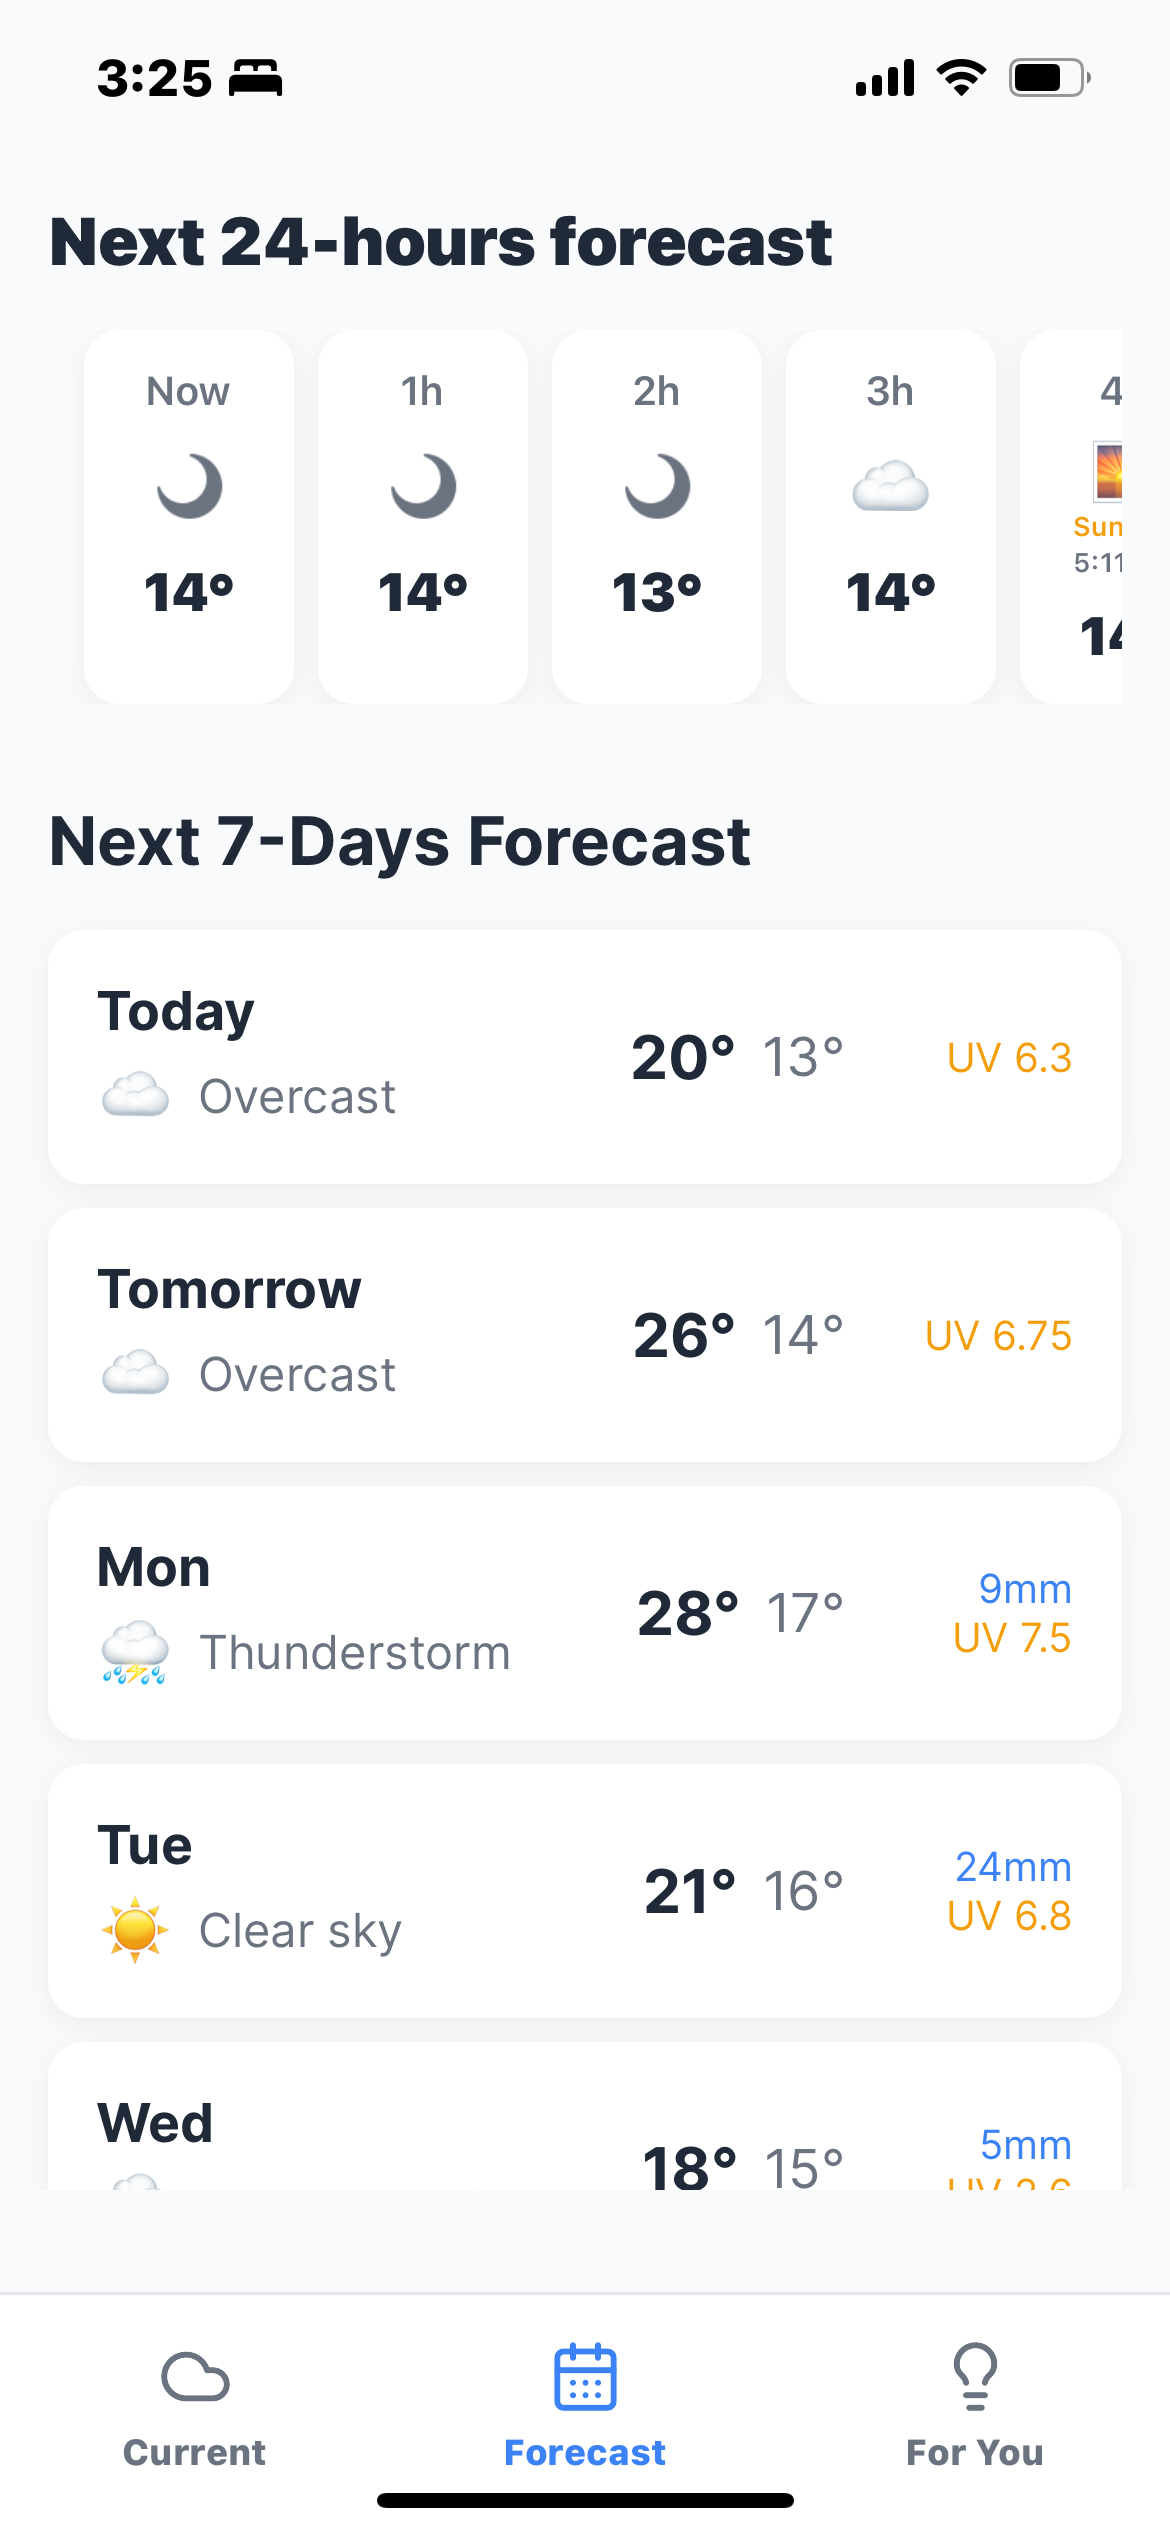 3:25
Next 24-hours forecast
Now
1h
2h
3h
4
14°
14°
13°
14°
Sun
5:11
14
Next 7-Days Forecast
Today
Overcast
20° 13°
UV 6.3
Tomorrow
Overcast
26° 14°
UV 6.75
Mon
Thunderstorm
28° 17°
9mm
UV 7.5
Tue
Clear sky
21° 16°
24mm
UV 6.8
Wed
18° 15°
5mm
Current
Forecast
For You